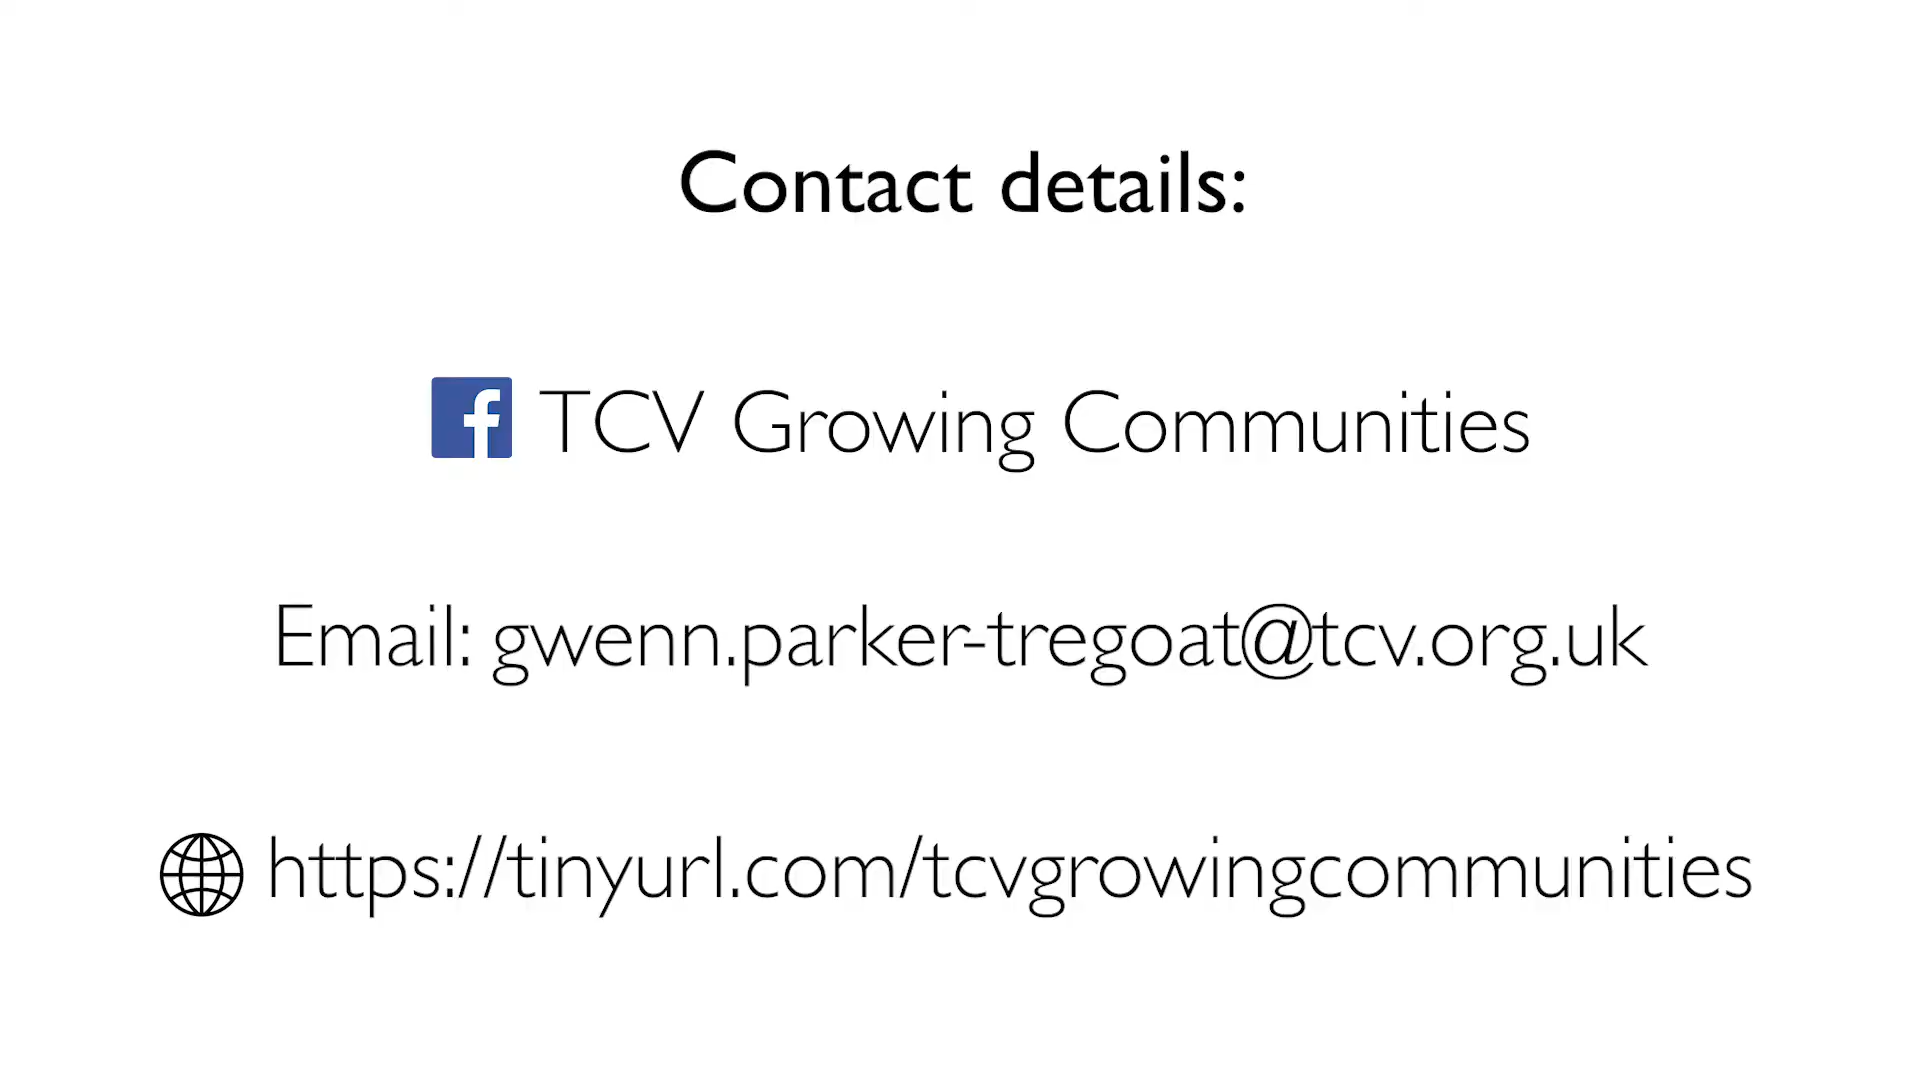 Contact details:
TCV Growing Communities
Email: gwenn.parker-tregoat@tcv.org.uk
https://tinyurl.com/tcvgrowingcommunities